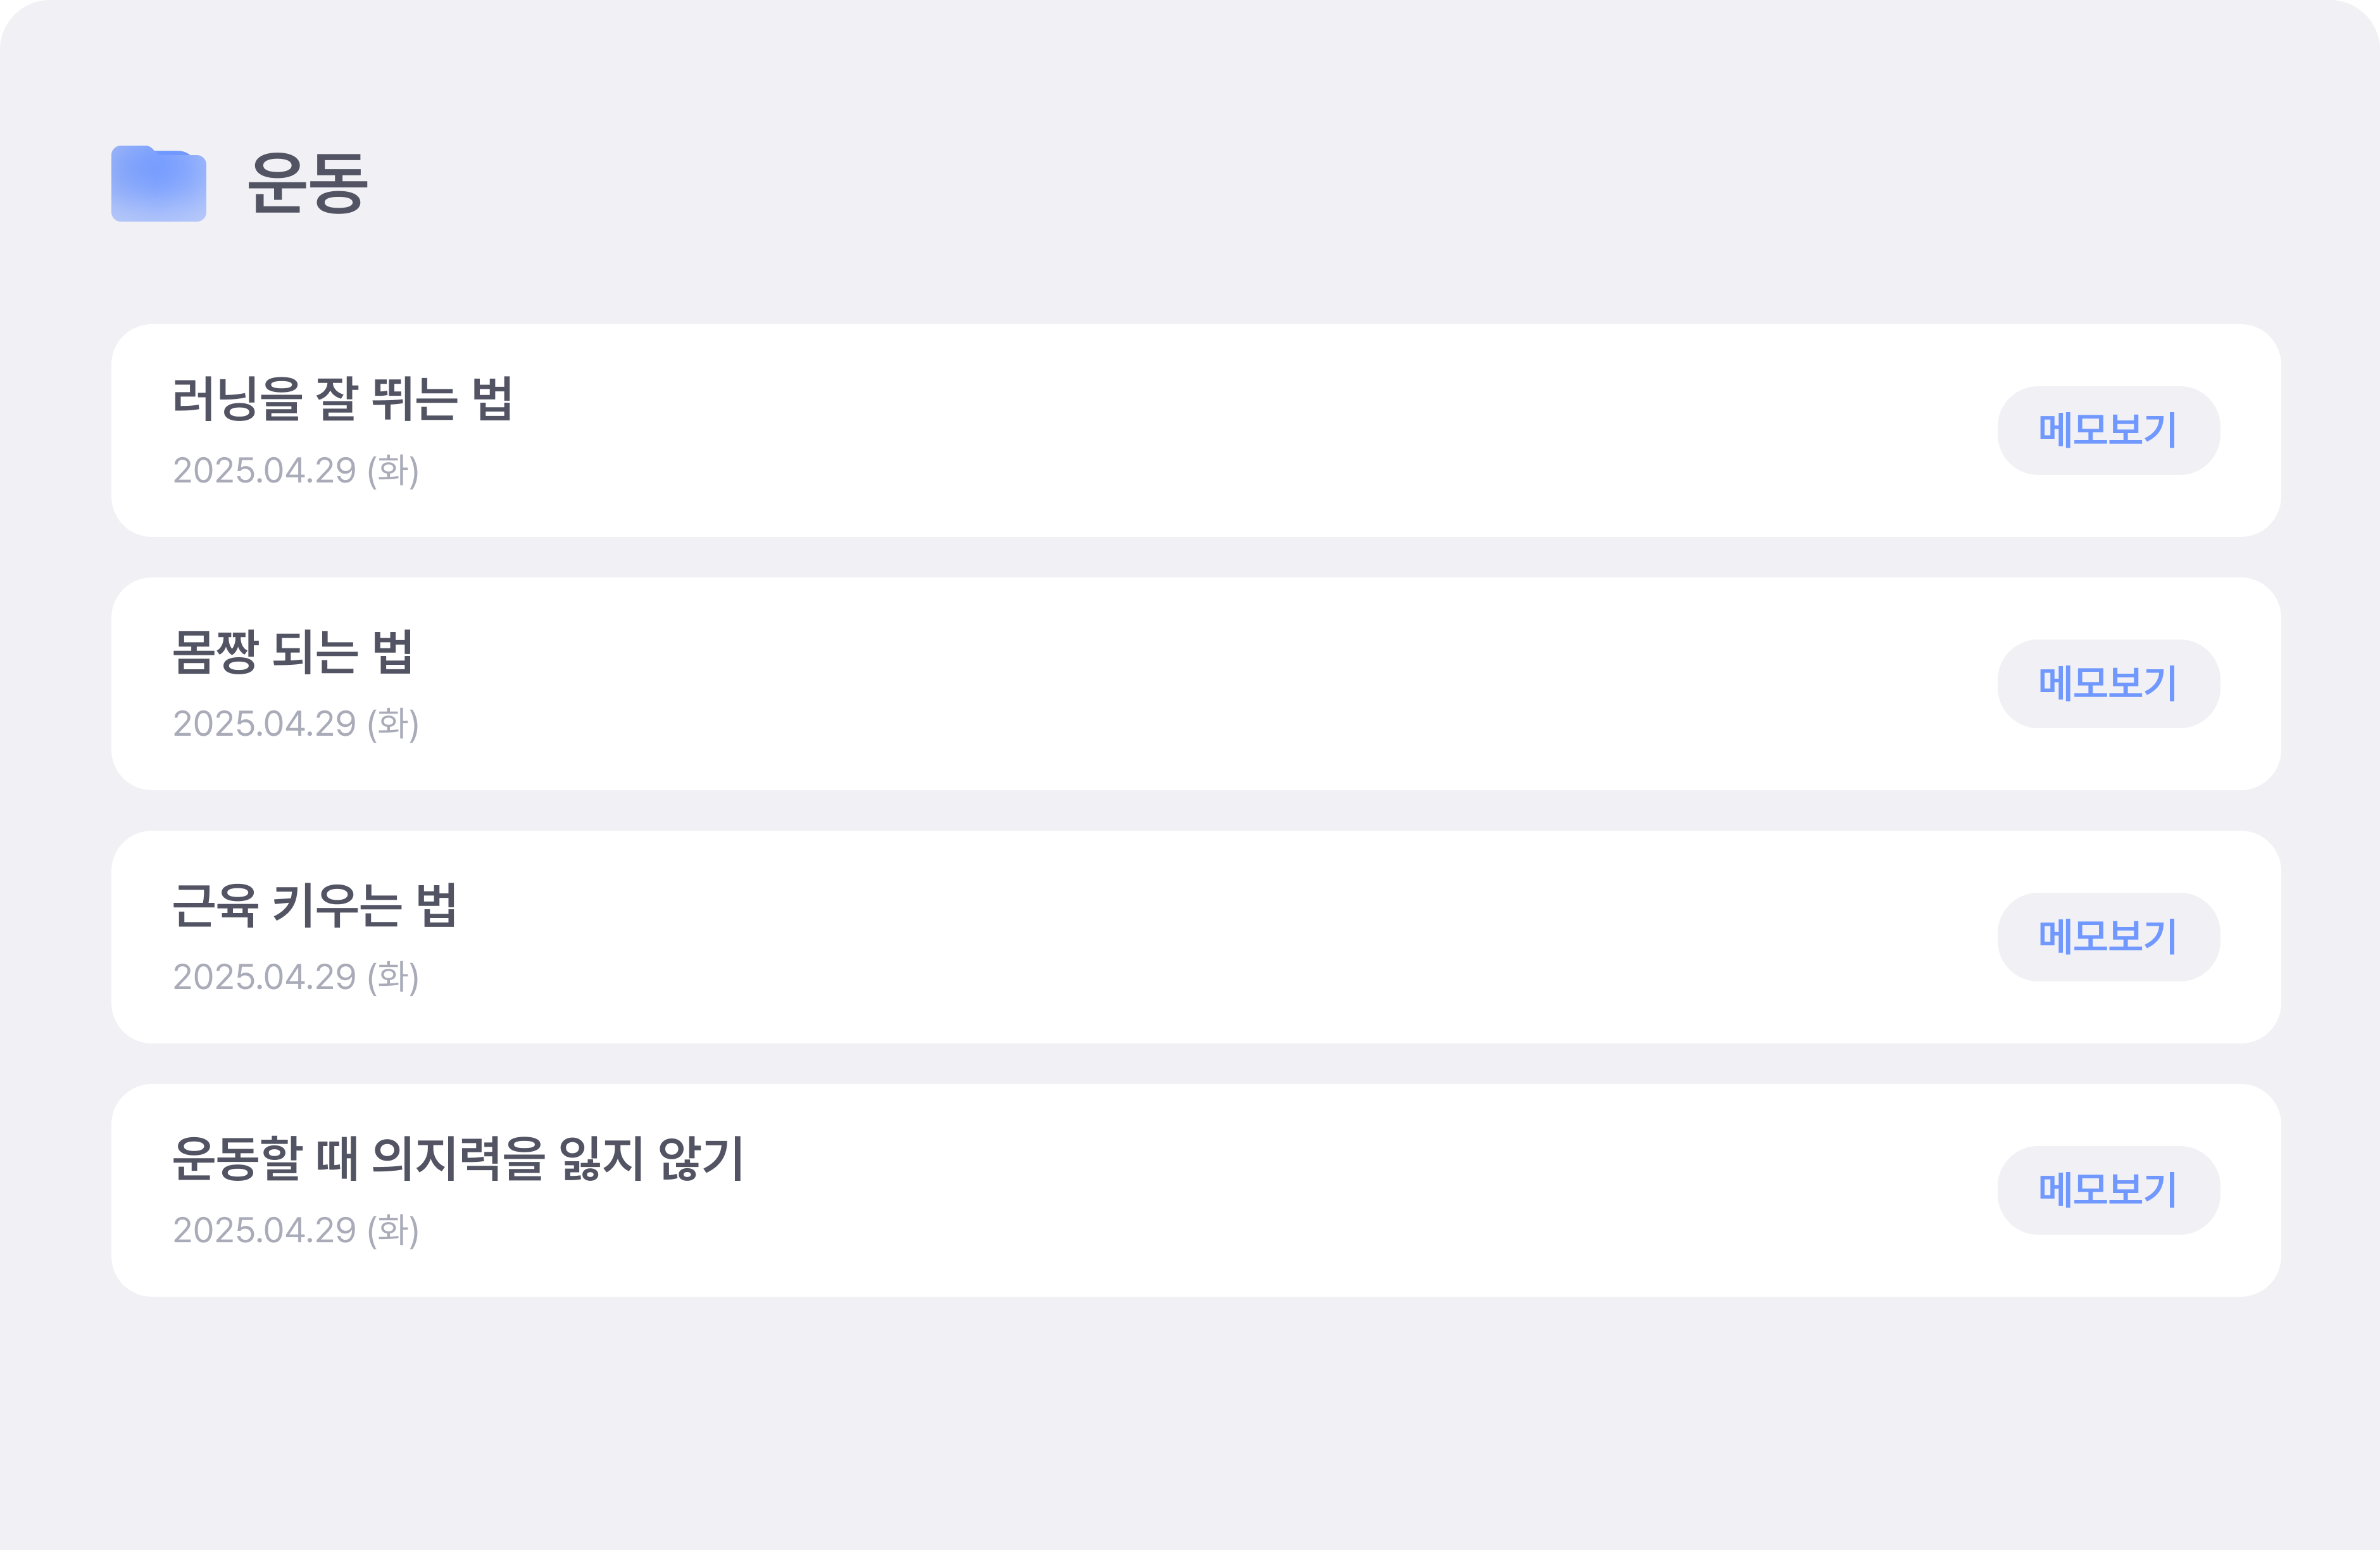 운동
러닝을 잘 뛰는 법
2025.04.29 (화)
메모보기
몸짱 되는 법
2025.04.29 (화)
메모보기
근육 키우는 법
2025.04.29 (화)
메모보기
운동할 때 의지력을 잃지 않기
2025.04.29 (화)
메모보기